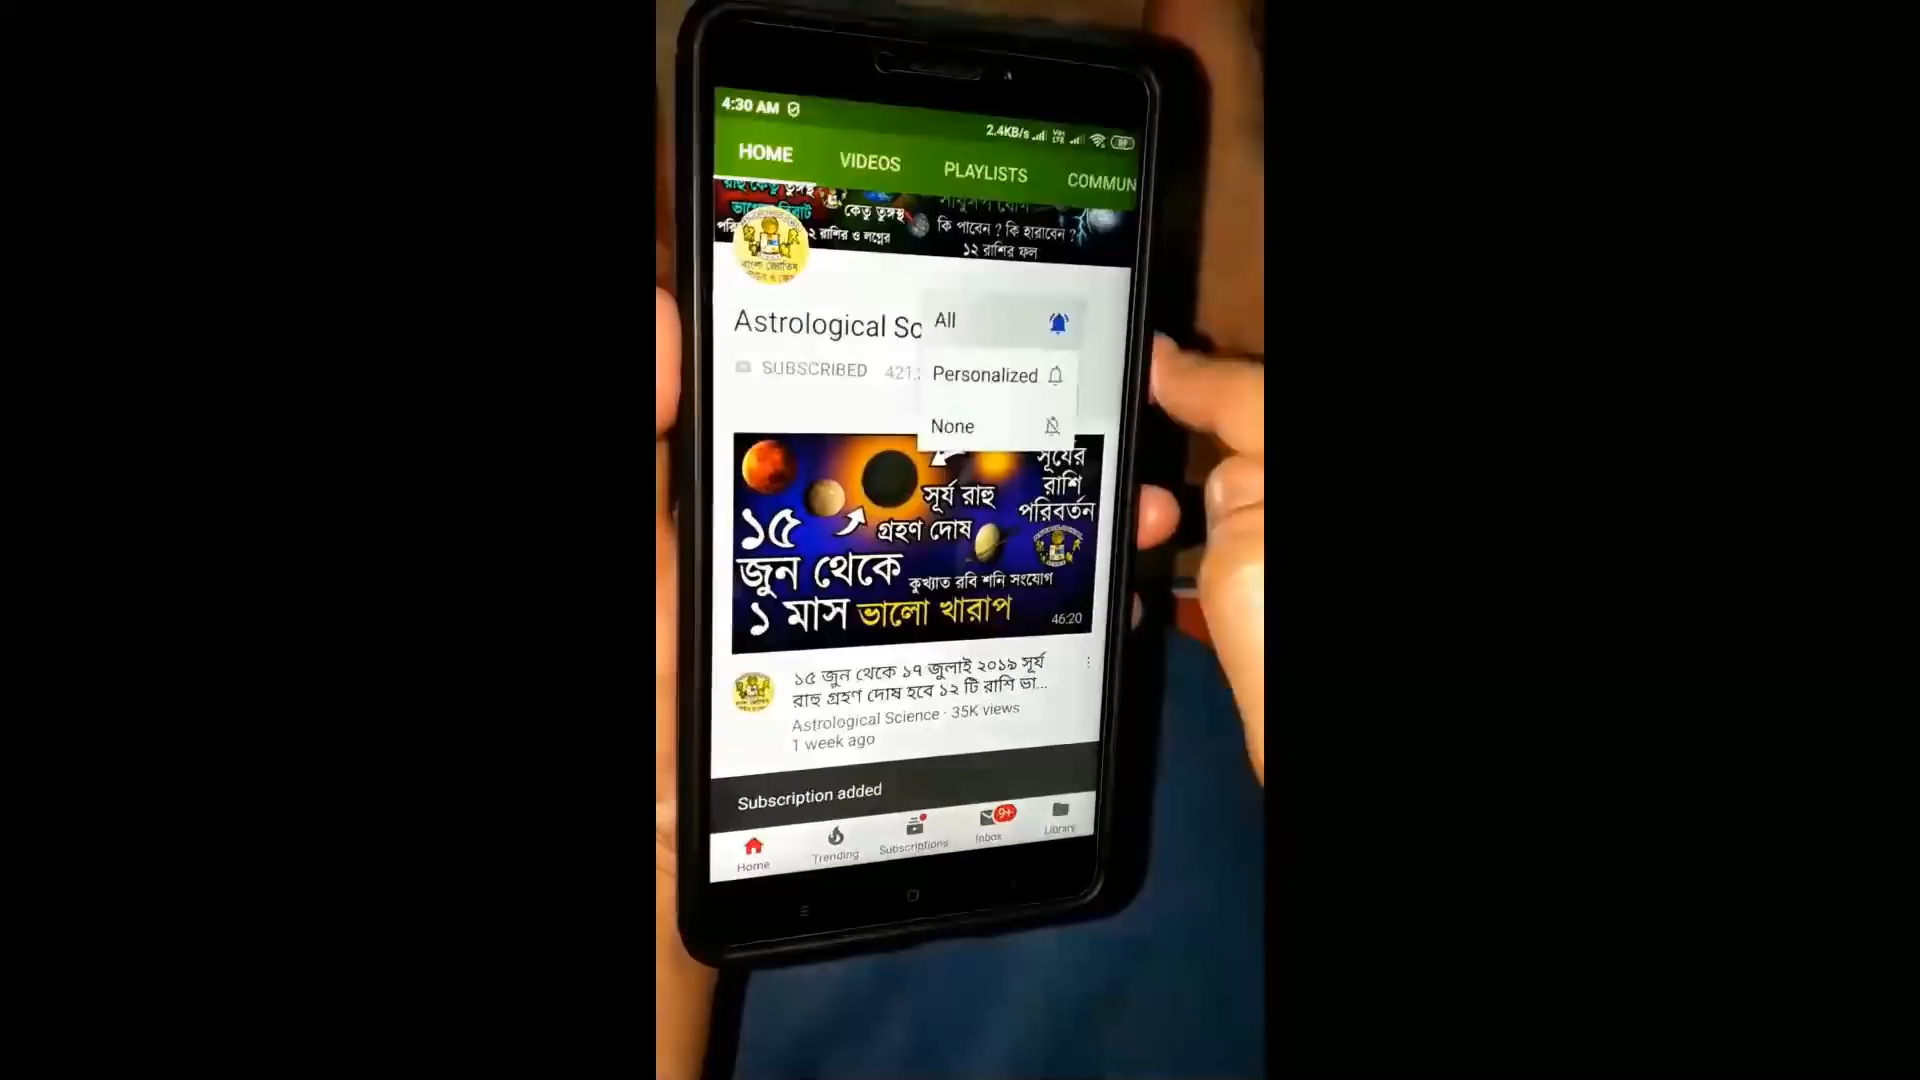 4:30 AM
2.4KB/s
HOME VIDEOS PLAYLISTS COMMUN
রাহু কেতু তুঙ্গস্থ
কেতু তুঙ্গস্থ
২ রাশির ও লগ্নের
কি পাবেন ? কি হারাবেন ?
১২ রাশির ফল
Astrological Sc
All
SUBSCRIBED 421.
Personalized
None
সূর্যের
রাশি
পরিবর্তন
সূর্য রাহু
গ্রহণ দোষ
১৫
জুন থেকে
কুখ্যাত রবি শনি সংযোগ
১ মাস ভালো খারাপ
46:20
১৫ জুন থেকে ১৭ জুলাই ২০১৯ সূর্য
রাহু গ্রহণ দোষ হবে ১২ টি রাশি ভা...
Astrological Science · 35K views
1 week ago
Subscription added
9+
Home Trending Subscriptions Inbox Library